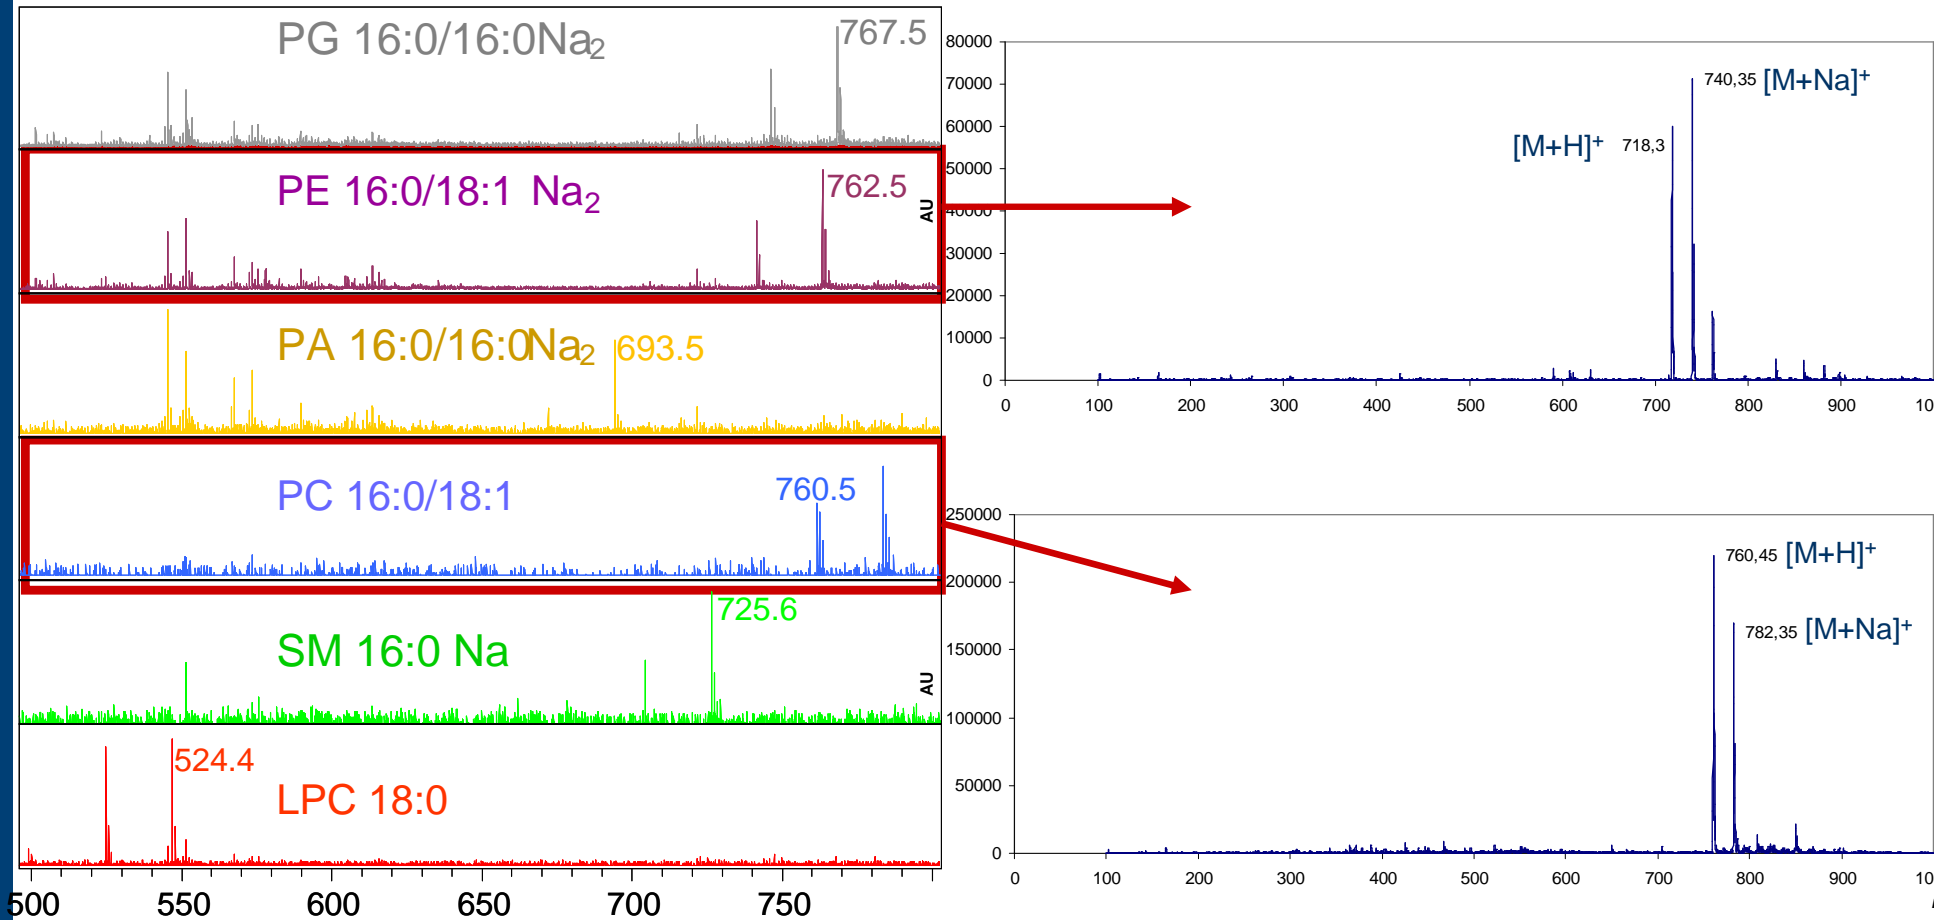 PG 16:0/16:0Na2
767.5
PE 16:0/18:1 Na2
762.5
PA 16:0/16:0Na2
693.5
PC 16:0/18:1
760.5
SM 16:0 Na
725.6
524.4
LPC 18:0
500 550 600 650 700 750
80000
70000
60000
50000
40000
30000
20000
10000
0
AU
740,35 [M+Na]+
[M+H]+ 718,3
0 100 200 300 400 500 600 700 800 900 10
250000
200000
150000
100000
50000
0
AU
760,45 [M+H]+
782,35 [M+Na]+
0 100 200 300 400 500 600 700 800 900 10